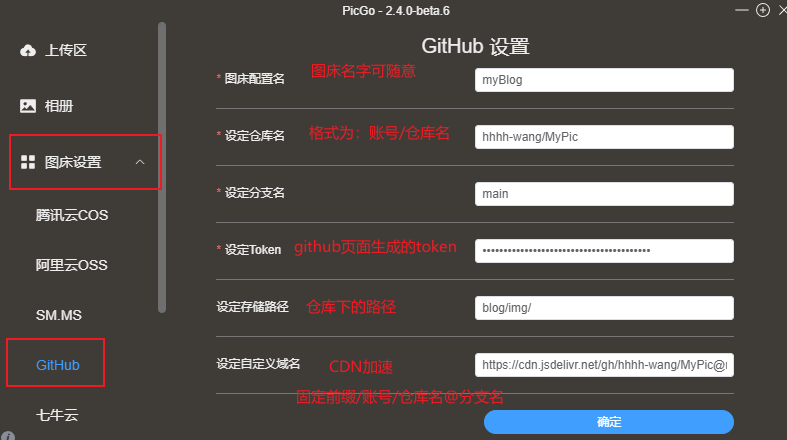 PicGo - 2.4.0-beta.6
上传区
相册
图床设置
腾讯云COS
阿里云OSS
SM.MS
GitHub
七牛云
GitHub 设置
* 图床配置名 图床名字可随意 myBlog
* 设定仓库名 格式为：账号/仓库名 hhhh-wang/MyPic
* 设定分支名 main
* 设定Token github页面生成的token ••••••••••••••••••••••••••••••••••••••••
设定存储路径 仓库下的路径 blog/img/
设定自定义域名 CDN加速 https://cdn.jsdelivr.net/gh/hhhh-wang/MyPic@
固定前缀/账号/仓库名@分支名
确定